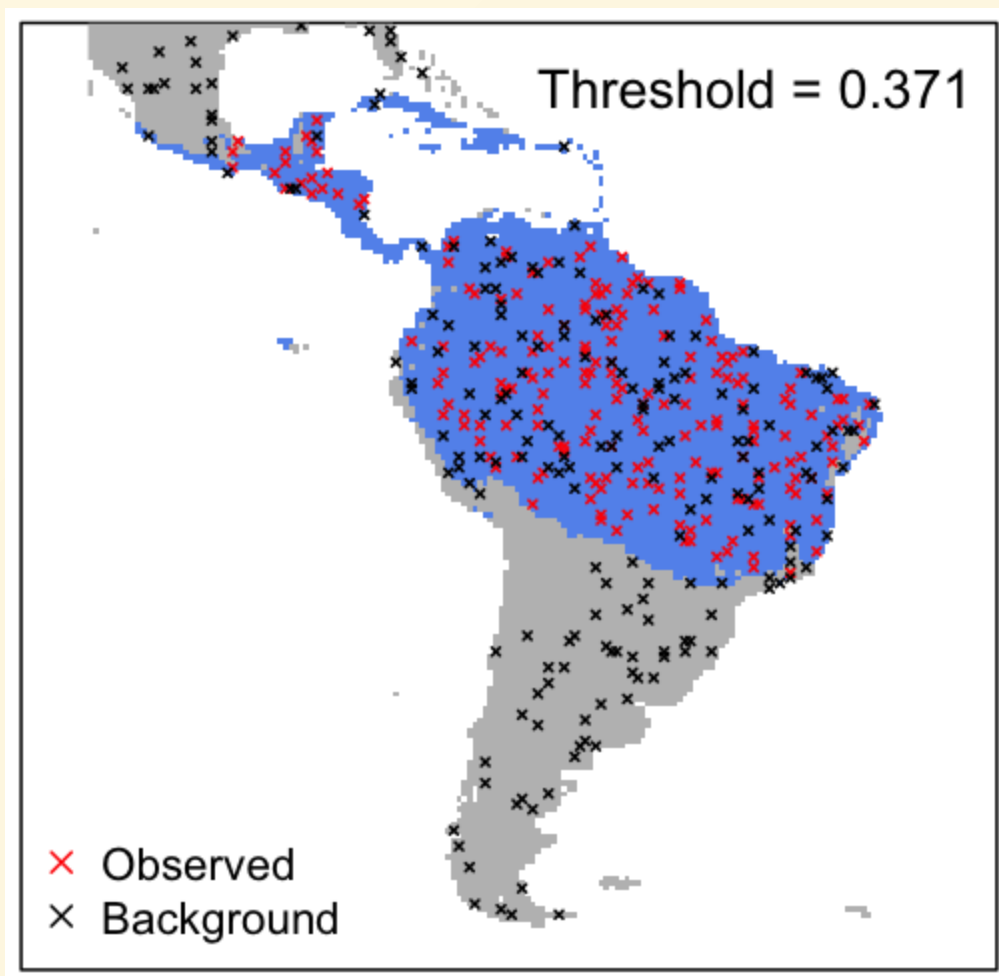 Threshold = 0.371
Observed
Background